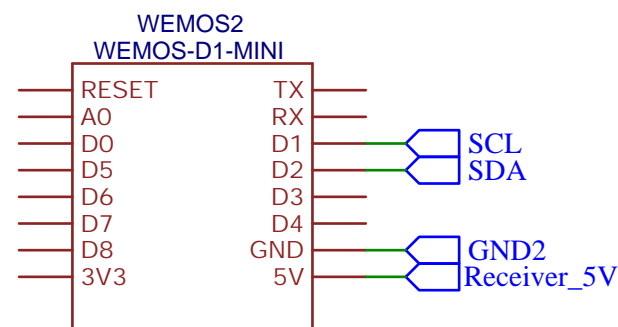 WEMOS2
WEMOS-D1-MINI
RESET TX
A0 RX
D0 D1 SCL
D5 D2 SDA
D6 D3
D7 D4
D8 GND GND2
3V3 5V Receiver_5V